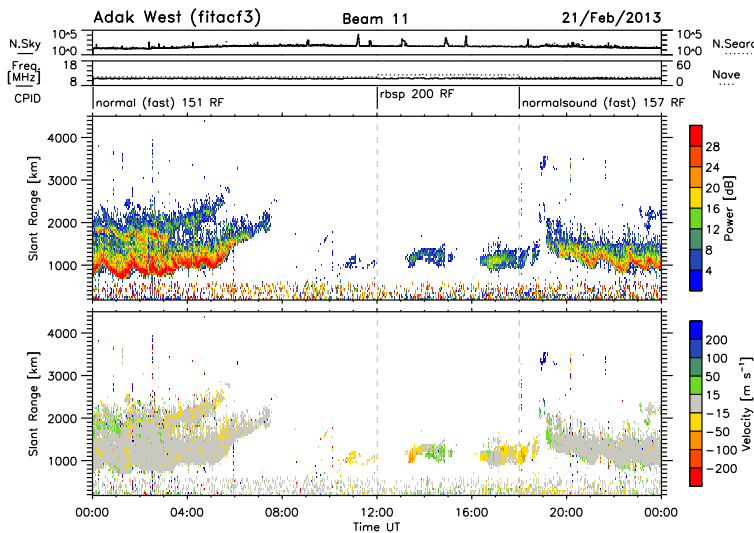 Adak West (fitacf3)
Beam 11
21/Feb/2013
N.Sky
10^5
10^0
10^5
10^0
N.Searc
Freq.
[MHz]
18
8
60
0
Nave
CPID
normal (fast) 151 RF
rbsp 200 RF
normalsound (fast) 157 RF
Slant Range [km]
4000
3000
2000
1000
28
24
20
16
12
8
4
Power [dB]
Slant Range [km]
4000
3000
2000
1000
200
100
50
15
-15
-50
-100
-200
Velocity [m s⁻¹]
00:00
04:00
08:00
12:00
16:00
20:00
00:00
Time UT